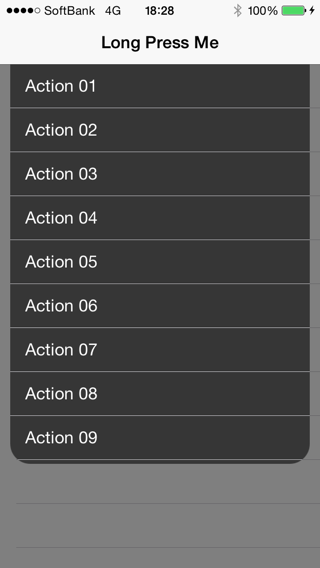 SoftBank 4G 18:28 100%
Long Press Me
Action 01
Action 02
Action 03
Action 04
Action 05
Action 06
Action 07
Action 08
Action 09